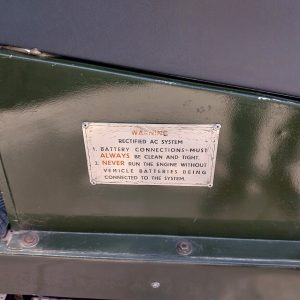 WARNING
RECTIFIED AC SYSTEM
1. BATTERY CONNECTIONS—MUST
ALWAYS BE CLEAN AND TIGHT.
2. NEVER RUN THE ENGINE WITHOUT
VEHICLE BATTERIES BEING
CONNECTED TO THE SYSTEM.